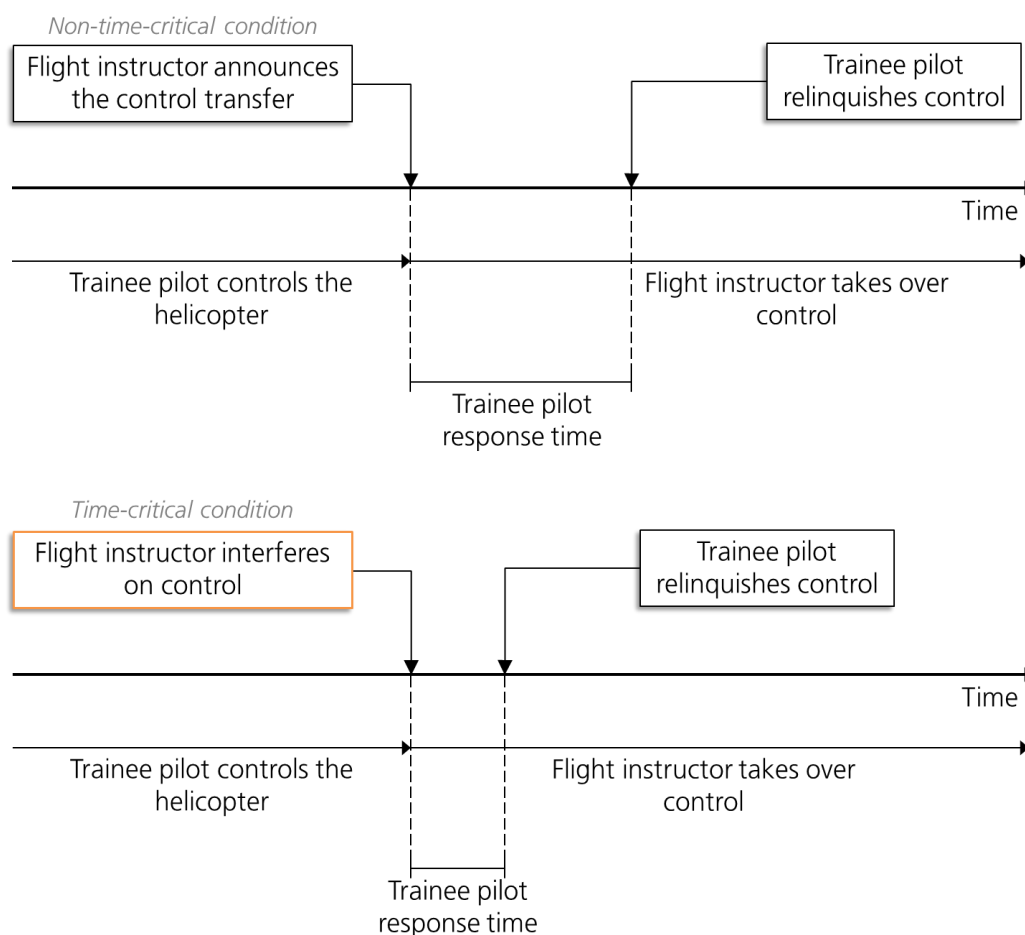 Non-time-critical condition
Flight instructor announces
the control transfer
Trainee pilot
relinquishes control
Time
Trainee pilot controls the
helicopter
Flight instructor takes over
control
Trainee pilot
response time
Time-critical condition
Flight instructor interferes
on control
Trainee pilot
relinquishes control
Time
Trainee pilot controls the
helicopter
Flight instructor takes over
control
Trainee pilot
response time